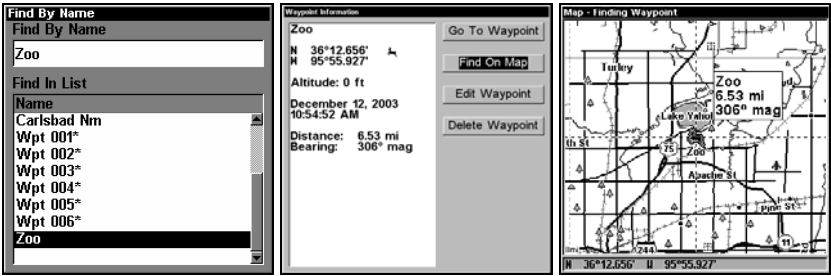 Find By Name
Find By Name
Zoo
Find In List
Name
Carlsbad Nm
Wpt 001*
Wpt 002*
Wpt 003*
Wpt 004*
Wpt 005*
Wpt 006*
Zoo
Waypoint Information
Zoo
N 36°12.656'
W 95°55.927'
Altitude: 0 ft
December 12, 2003
10:54:52 AM
Distance: 6.53 mi
Bearing: 306° mag
Go To Waypoint
Find On Map
Edit Waypoint
Delete Waypoint
Map - Finding Waypoint
Turley
Zoo
6.53 mi
306° mag
Lake Yahol
th St
75
Zoo
Apache St
Pine St
244
11
N 36°12.656' W 95°55.927'